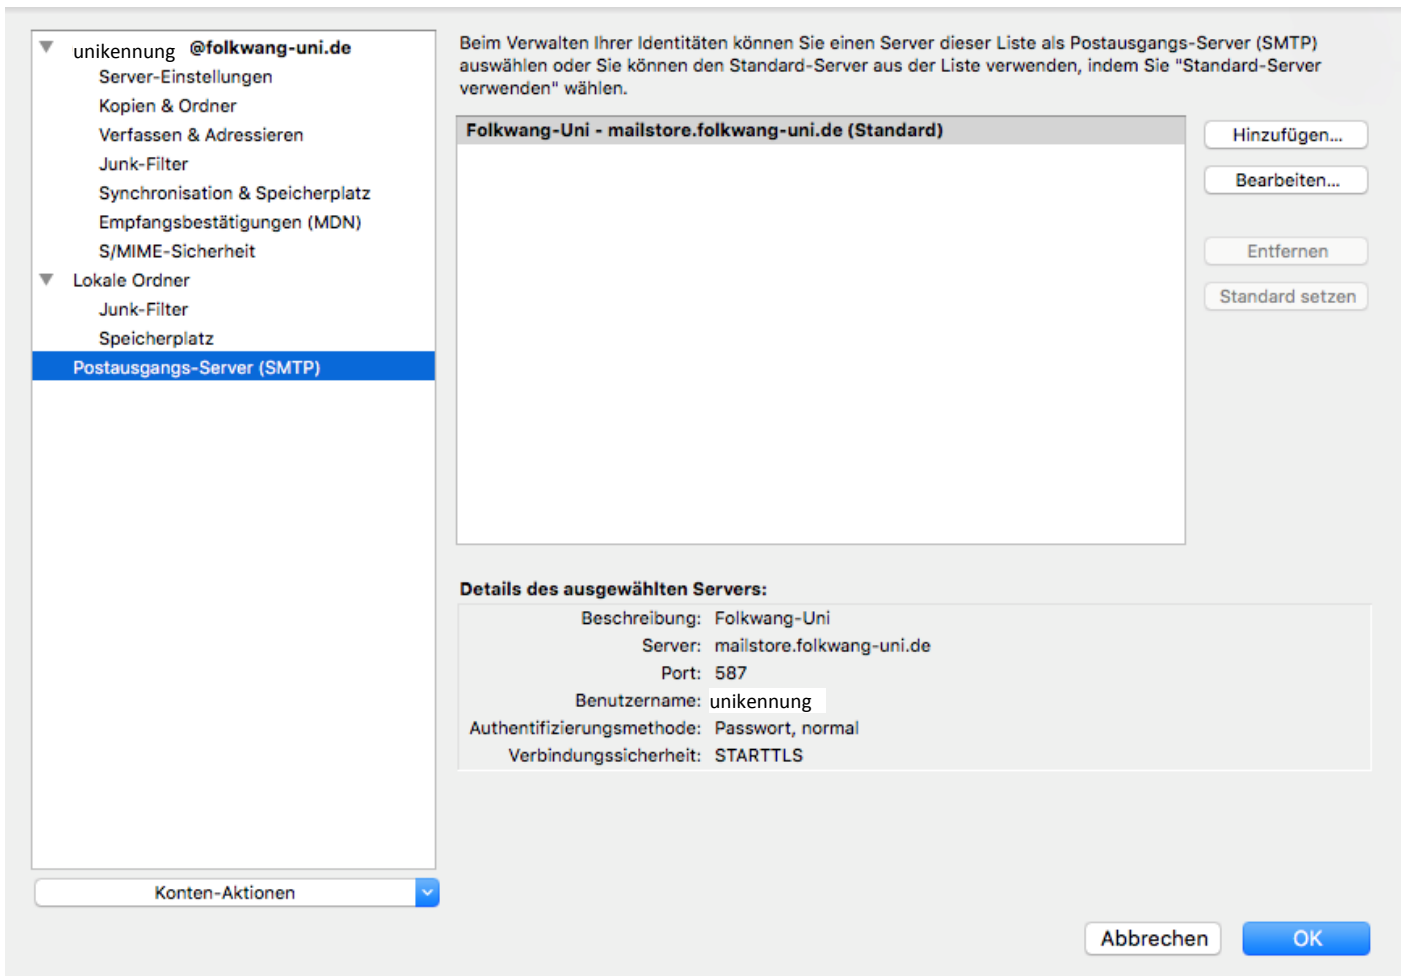 unikennung @folkwang-uni.de
Server-Einstellungen
Kopien & Ordner
Verfassen & Adressieren
Junk-Filter
Synchronisation & Speicherplatz
Empfangsbestätigungen (MDN)
S/MIME-Sicherheit
Lokale Ordner
Junk-Filter
Speicherplatz
Postausgangs-Server (SMTP)
Konten-Aktionen
Beim Verwalten Ihrer Identitäten können Sie einen Server dieser Liste als Postausgangs-Server (SMTP)
auswählen oder Sie können den Standard-Server aus der Liste verwenden, indem Sie "Standard-Server
verwenden" wählen.
Folkwang-Uni - mailstore.folkwang-uni.de (Standard)
Hinzufügen...
Bearbeiten...
Entfernen
Standard setzen
Details des ausgewählten Servers:
Beschreibung: Folkwang-Uni
Server: mailstore.folkwang-uni.de
Port: 587
Benutzername: unikennung
Authentifizierungsmethode: Passwort, normal
Verbindungssicherheit: STARTTLS
Abbrechen
OK